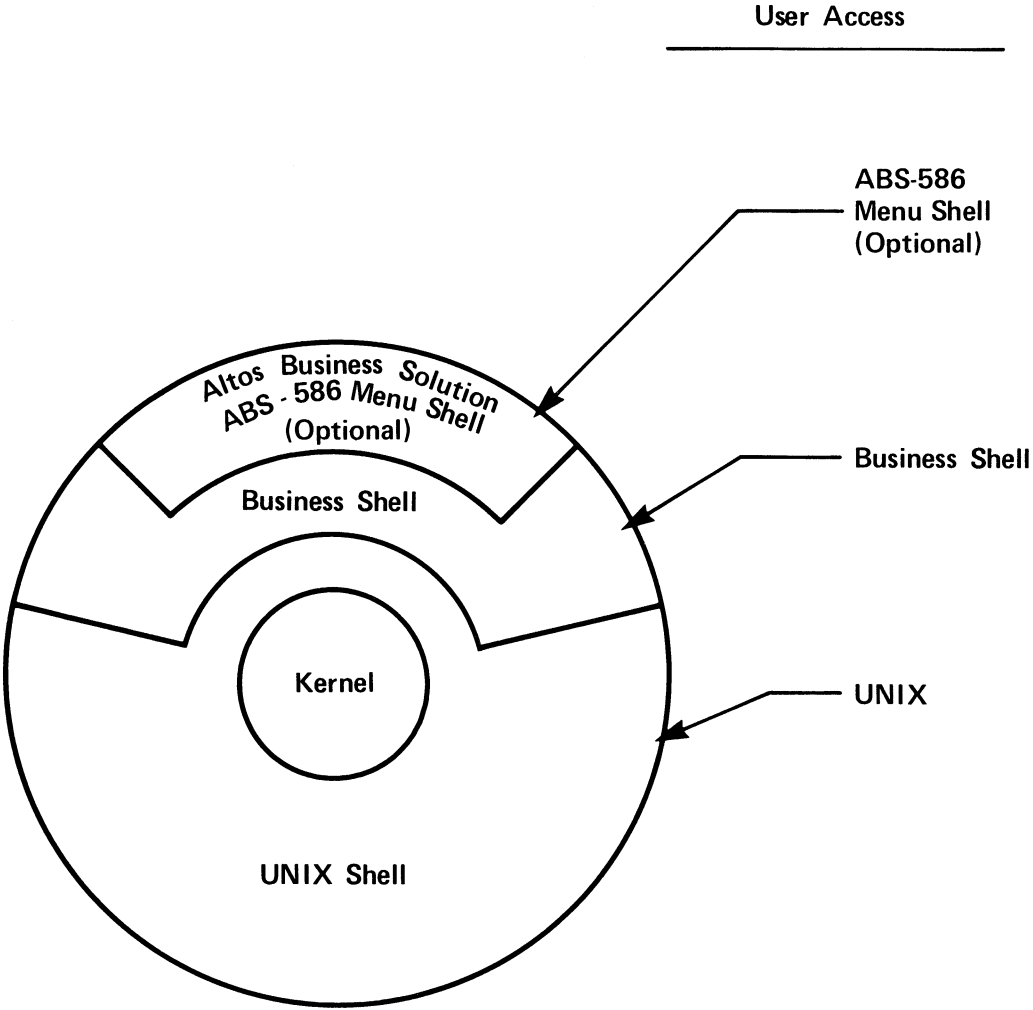 User Access
ABS-586
Menu Shell
(Optional)
Altos Business Solution
ABS - 586 Menu Shell
(Optional)
Business Shell
Business Shell
Kernel
UNIX
UNIX Shell